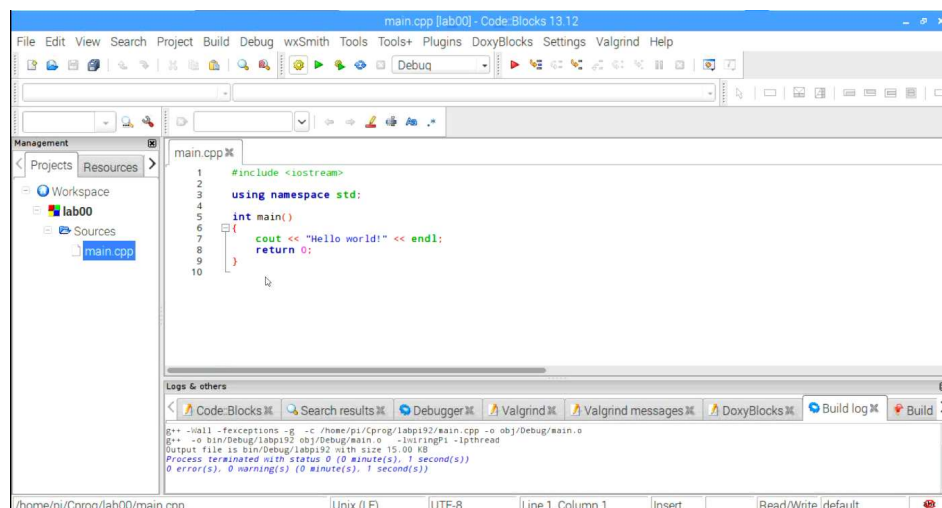 main.cpp [lab00] - Code::Blocks 13.12
File Edit View Search Project Build Debug wxSmith Tools Tools+ Plugins DoxyBlocks Settings Valgrind Help
Debug
Management
Projects Resources
main.cpp
Workspace
lab00
Sources
main.cpp
1 #include <iostream>
2
3 using namespace std;
4
5 int main()
6 {
7 cout << "Hello world!" << endl;
8 return 0;
9 }
10
Logs & others
Code::Blocks Search results Debugger Valgrind Valgrind messages DoxyBlocks Build log Build
g++ -Wall -fexceptions -g -c /home/pi/Cprog/labpi92/main.cpp -o obj/Debug/main.o
g++ -o bin/Debug/labpi92 obj/Debug/main.o -lwiringPi -lpthread
Output file is bin/Debug/labpi92 with size 15.00 KB
Process terminated with status 0 (0 minute(s), 1 second(s))
0 error(s), 0 warning(s) (0 minute(s), 1 second(s))
/home/pi/Cprog/lab00/main.cpp Unix (LF) UTF-8 Line 1, Column 1 Insert Read/Write default